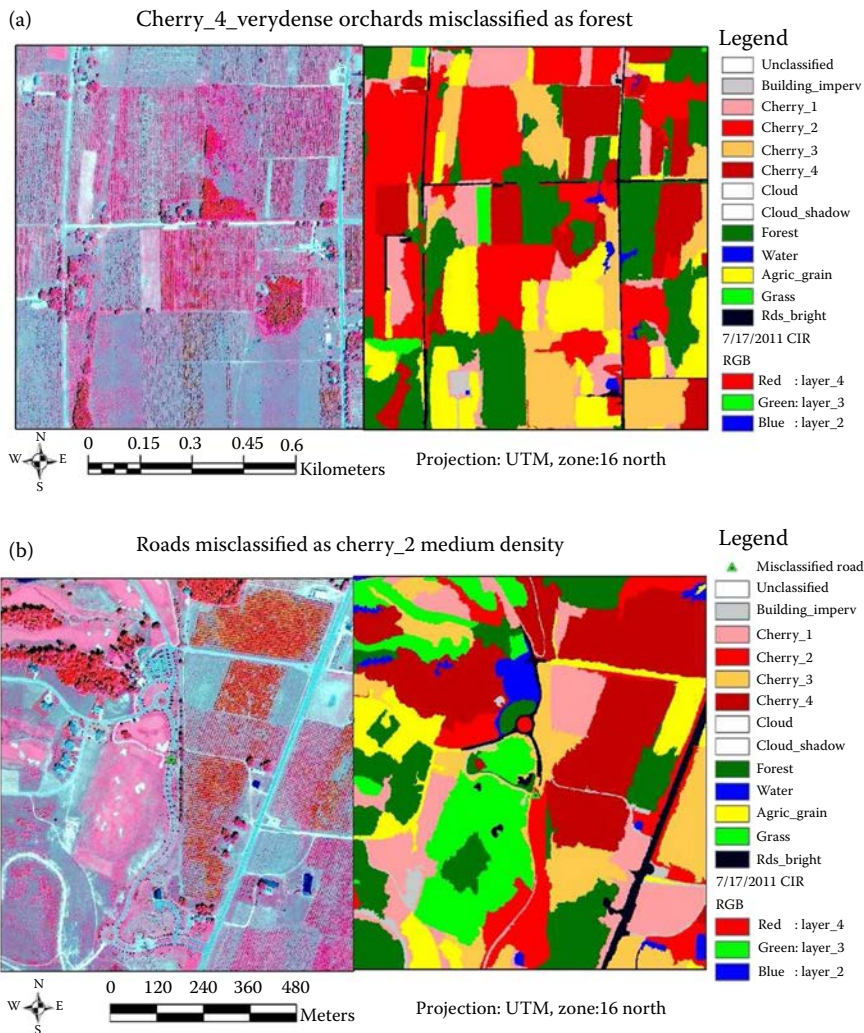 (a)
Cherry_4_verydense orchards misclassified as forest
Legend
Unclassified
Building_imperv
Cherry_1
Cherry_2
Cherry_3
Cherry_4
Cloud
Cloud_shadow
Forest
Water
Agric_grain
Grass
Rds_bright
7/17/2011 CIR
RGB
Red : layer_4
Green: layer_3
Blue : layer_2
N
W E
S
0 0.15 0.3 0.45 0.6
Kilometers
Projection: UTM, zone:16 north
(b)
Roads misclassified as cherry_2 medium density
Legend
Misclassified road
Unclassified
Building_imperv
Cherry_1
Cherry_2
Cherry_3
Cherry_4
Cloud
Cloud_shadow
Forest
Water
Agric_grain
Grass
Rds_bright
7/17/2011 CIR
RGB
Red : layer_4
Green: layer_3
Blue : layer_2
N
W E
S
0 120 240 360 480
Meters
Projection: UTM, zone:16 north